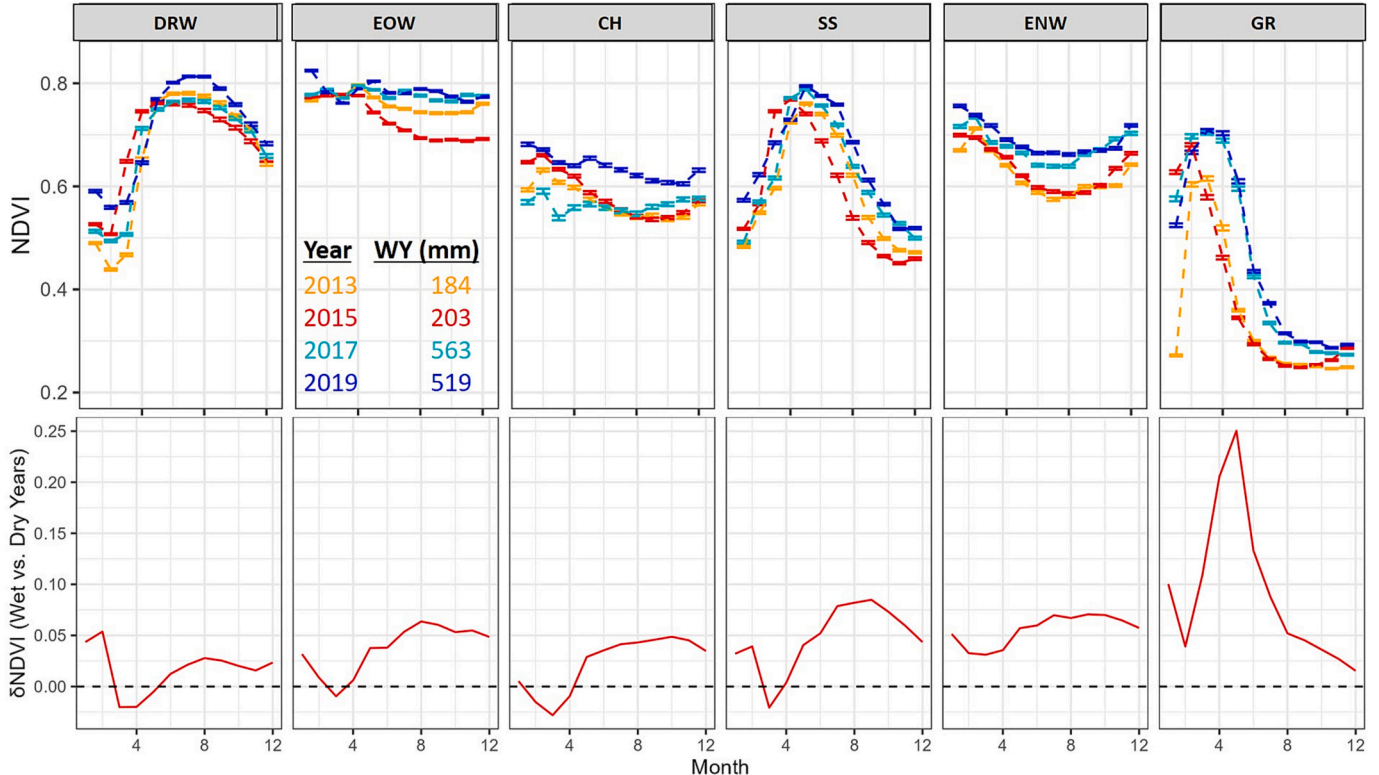 DRW EOW CH SS ENW GR
NDVI
0.8
0.6
0.4
0.2
Year WY (mm)
2013 184
2015 203
2017 563
2019 519
δNDVI (Wet vs. Dry Years)
0.25
0.20
0.15
0.10
0.05
0.00
4 8 12 4 8 12 4 8 12 4 8 12 4 8 12 4 8 12
Month